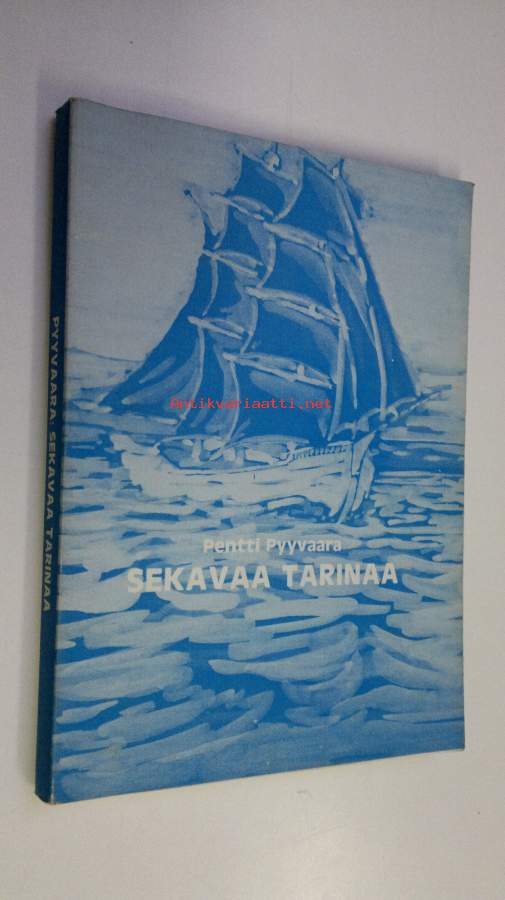 antikvariaatti.net
Pentti Pyyvaara
SEKAVAA TARINAA
PYYVAARA: SEKAVAA TARINAA